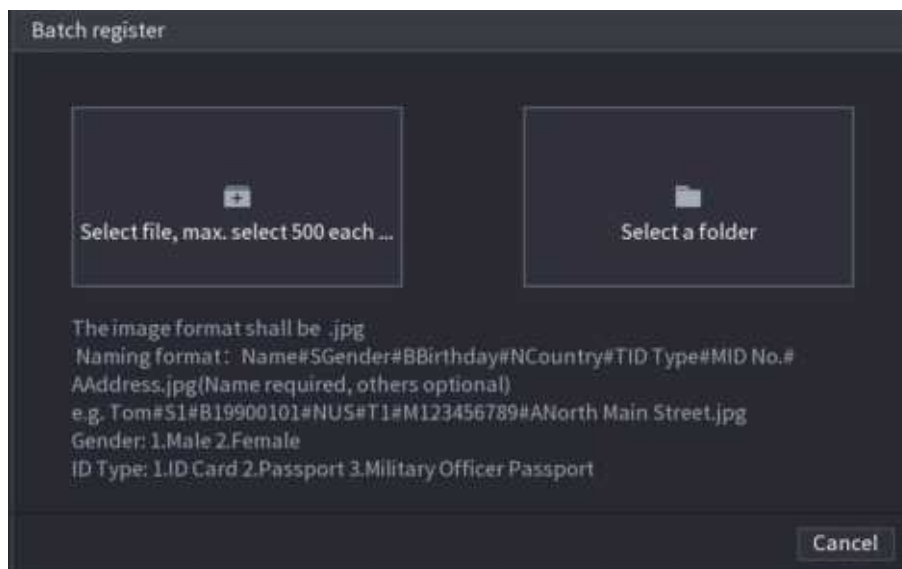 Batch register
Select file, max. select 500 each ...
Select a folder
The image format shall be .jpg
Naming format: Name#SGender#BBirthday#NCountry#TID Type#MID No.#
AAddress.jpg(Name required, others optional)
e.g. Tom#S1#B19900101#NUS#T1#M123456789#ANorth Main Street.jpg
Gender: 1.Male 2.Female
ID Type: 1.ID Card 2.Passport 3.Military Officer Passport
Cancel